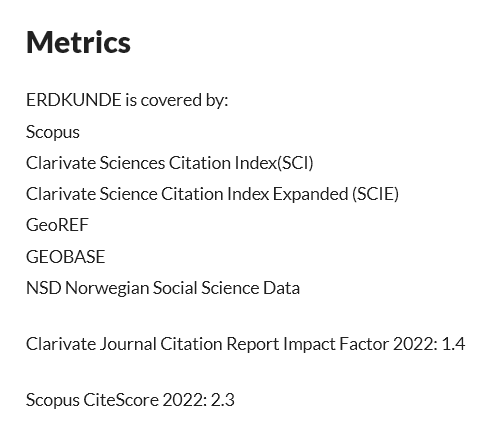 Metrics
ERDKUNDE is covered by:
Scopus
Clarivate Sciences Citation Index(SCI)
Clarivate Science Citation Index Expanded (SCIE)
GeoREF
GEOBASE
NSD Norwegian Social Science Data
Clarivate Journal Citation Report Impact Factor 2022: 1.4
Scopus CiteScore 2022: 2.3